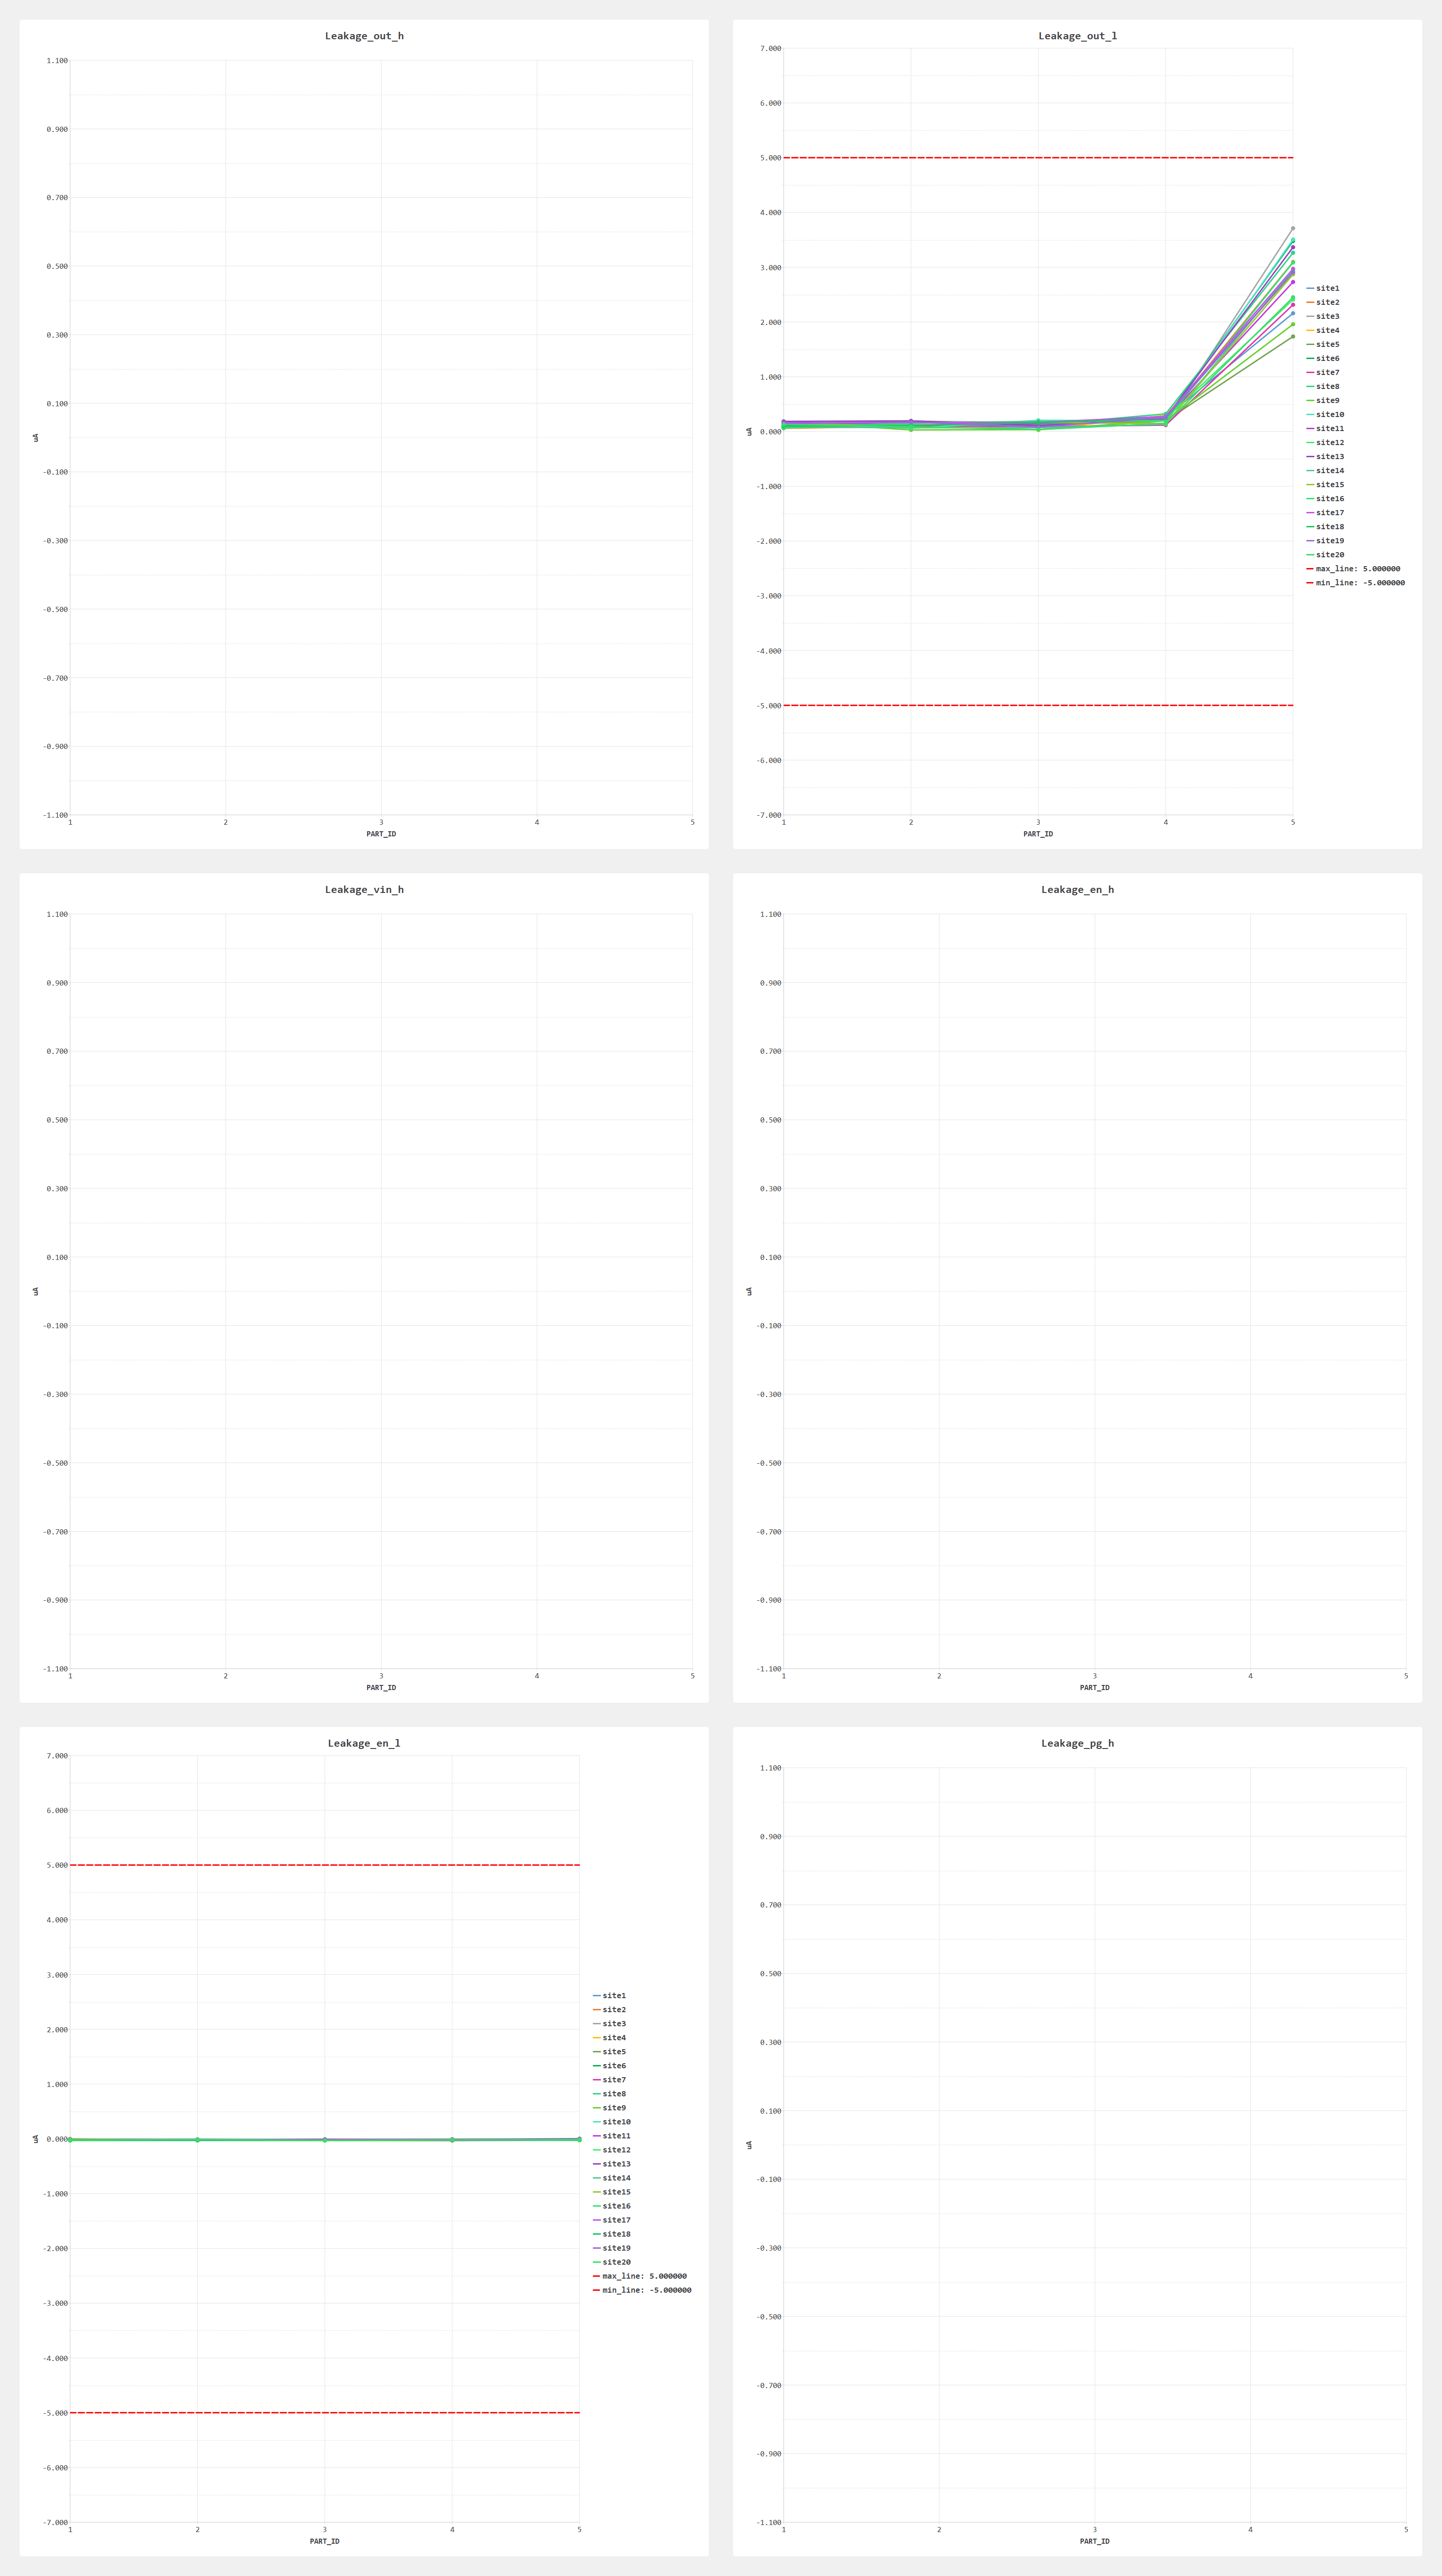 Leakage_out_h
1.100
0.900
0.700
0.500
0.300
0.100
-0.100
-0.300
-0.500
-0.700
-0.900
-1.100
uA
1 2 3 4 5
PART_ID
Leakage_out_l
7.000
6.000
5.000
4.000
3.000
2.000
1.000
0.000
-1.000
-2.000
-3.000
-4.000
-5.000
-6.000
-7.000
uA
1 2 3 4 5
PART_ID
site1
site2
site3
site4
site5
site6
site7
site8
site9
site10
site11
site12
site13
site14
site15
site16
site17
site18
site19
site20
max_line: 5.000000
min_line: -5.000000
Leakage_vin_h
1.100
0.900
0.700
0.500
0.300
0.100
-0.100
-0.300
-0.500
-0.700
-0.900
-1.100
uA
1 2 3 4 5
PART_ID
Leakage_en_h
1.100
0.900
0.700
0.500
0.300
0.100
-0.100
-0.300
-0.500
-0.700
-0.900
-1.100
uA
1 2 3 4 5
PART_ID
Leakage_en_l
7.000
6.000
5.000
4.000
3.000
2.000
1.000
0.000
-1.000
-2.000
-3.000
-4.000
-5.000
-6.000
-7.000
uA
1 2 3 4 5
PART_ID
site1
site2
site3
site4
site5
site6
site7
site8
site9
site10
site11
site12
site13
site14
site15
site16
site17
site18
site19
site20
max_line: 5.000000
min_line: -5.000000
Leakage_pg_h
1.100
0.900
0.700
0.500
0.300
0.100
-0.100
-0.300
-0.500
-0.700
-0.900
-1.100
uA
1 2 3 4 5
PART_ID